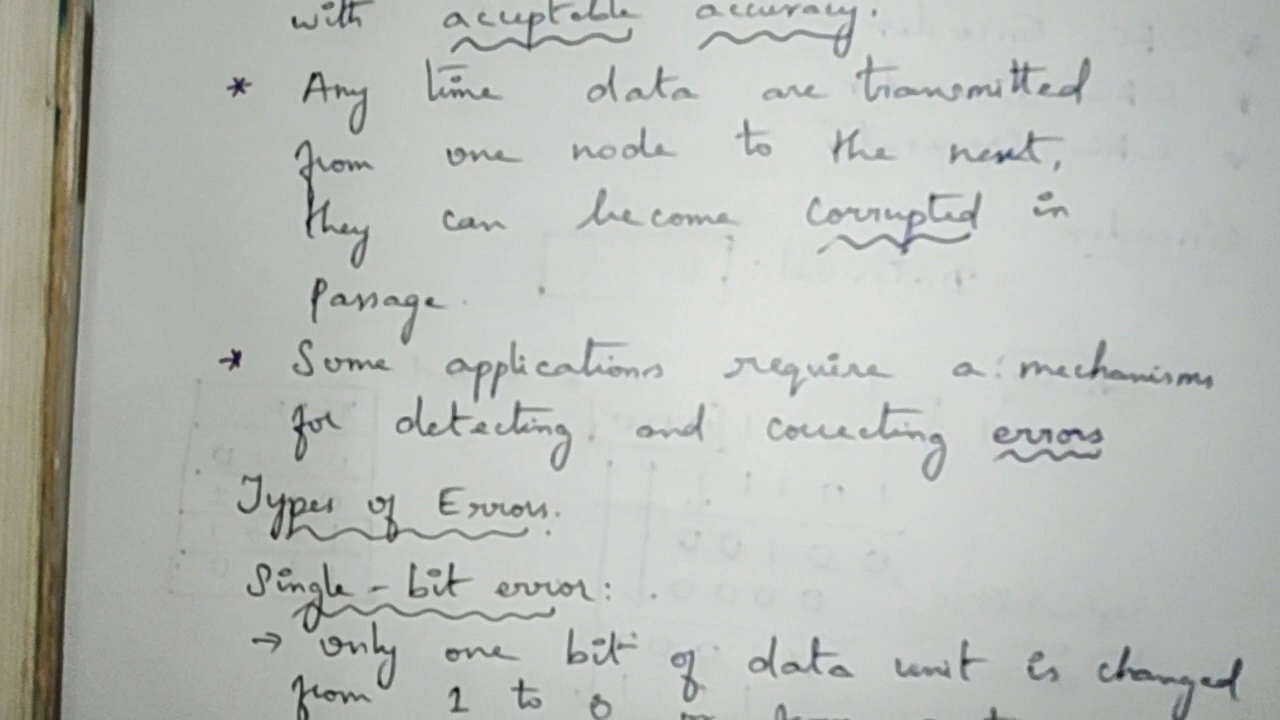 with acceptable accuracy.
* Any time data are transmitted
from one node to the next,
they can become corrupted in
passage.
* Some applications require a mechanisms
for detecting and correcting errors
Types of Errors.
Single-bit error:
→ only one bit of data unit is changed
from 1 to 0